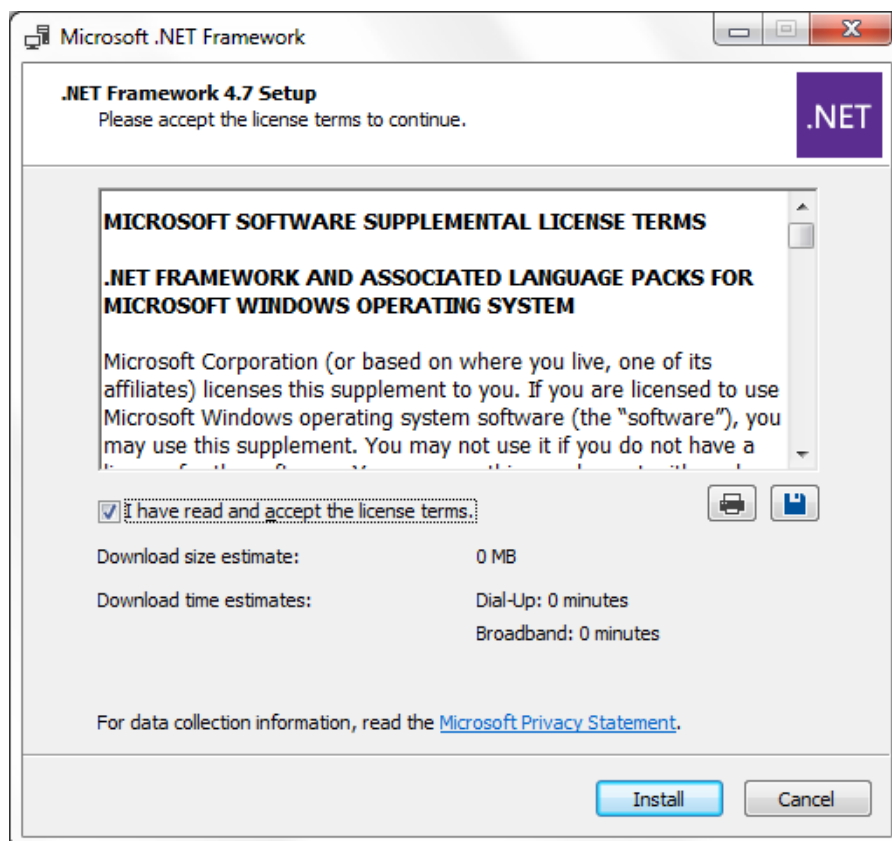 Microsoft .NET Framework
.NET Framework 4.7 Setup
Please accept the license terms to continue.
.NET
MICROSOFT SOFTWARE SUPPLEMENTAL LICENSE TERMS
.NET FRAMEWORK AND ASSOCIATED LANGUAGE PACKS FOR
MICROSOFT WINDOWS OPERATING SYSTEM
Microsoft Corporation (or based on where you live, one of its
affiliates) licenses this supplement to you. If you are licensed to use
Microsoft Windows operating system software (the “software”), you
may use this supplement. You may not use it if you do not have a
I have read and accept the license terms.
Download size estimate: 0 MB
Download time estimates: Dial-Up: 0 minutes
Broadband: 0 minutes
For data collection information, read the Microsoft Privacy Statement.
Install Cancel